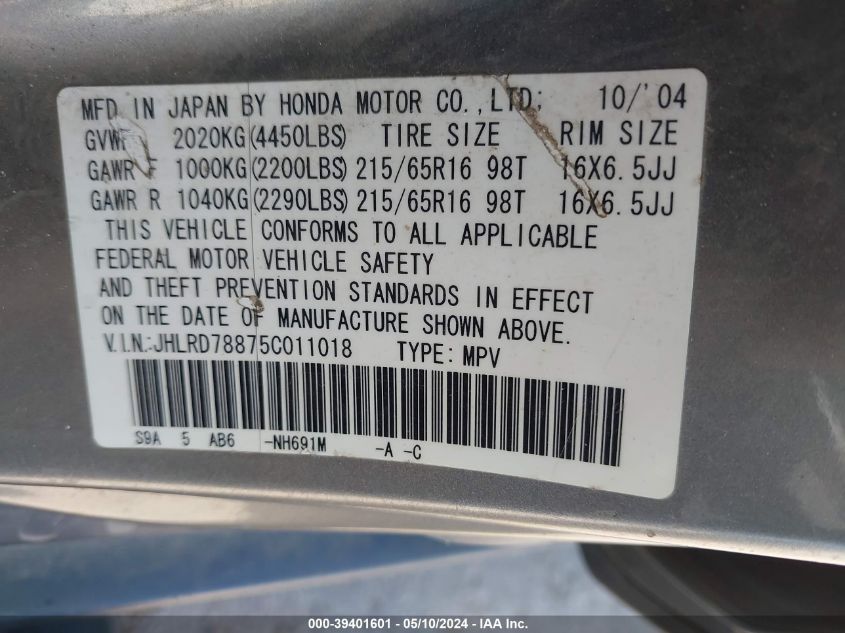 MFD. IN JAPAN BY HONDA MOTOR CO., LTD; 10/'04
GVWR 2020KG(4450LBS) TIRE SIZE RIM SIZE
GAWR F 1000KG(2200LBS) 215/65R16 98T 16X6.5JJ
GAWR R 1040KG(2290LBS) 215/65R16 98T 16X6.5JJ
THIS VEHICLE CONFORMS TO ALL APPLICABLE
FEDERAL MOTOR VEHICLE SAFETY
AND THEFT PREVENTION STANDARDS IN EFFECT
ON THE DATE OF MANUFACTURE SHOWN ABOVE.
V.I.N.:JHLRD78875C011018 TYPE:MPV
S9A 5 AB6 -NH691M -A -C
000-39401601 - 05/10/2024 - IAA Inc.